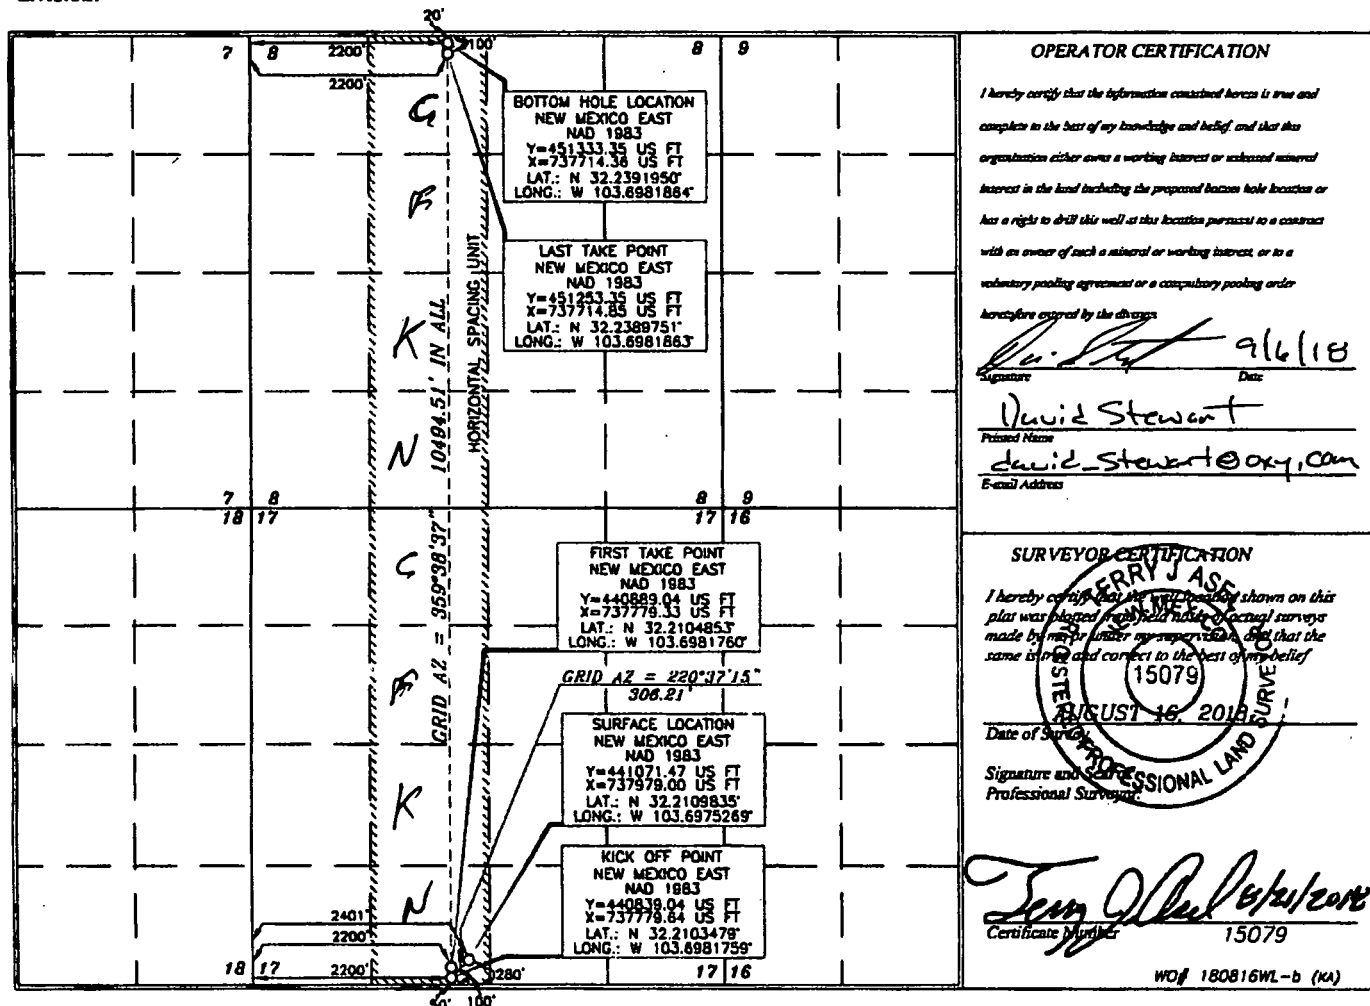 20'
7 8 2200' 100' 8 9
2200'
BOTTOM HOLE LOCATION
NEW MEXICO EAST
NAD 1983
Y=451333.35 US FT
X=737714.36 US FT
LAT.: N 32.2391950°
LONG.: W 103.6981864°
LAST TAKE POINT
NEW MEXICO EAST
NAD 1983
Y=451253.35 US FT
X=737714.85 US FT
LAT.: N 32.2389751°
LONG.: W 103.6981863°
G
F
K
N
C
F
K
N
HORIZONTAL SPACING UNIT
GRID AZ = 359°38'37" 10494.51' IN ALL
7 8 8 9
18 17 17 16
FIRST TAKE POINT
NEW MEXICO EAST
NAD 1983
Y=440889.04 US FT
X=737779.33 US FT
LAT.: N 32.2104853°
LONG.: W 103.6981760°
GRID AZ = 220°37'15"
306.21'
SURFACE LOCATION
NEW MEXICO EAST
NAD 1983
Y=441071.47 US FT
X=737979.00 US FT
LAT.: N 32.2109835°
LONG.: W 103.6975269°
KICK OFF POINT
NEW MEXICO EAST
NAD 1983
Y=440839.04 US FT
X=737779.64 US FT
LAT.: N 32.2103479°
LONG.: W 103.6981759°
2401'
2200'
18 17 2200' 280' 17 16
50' 100'
OPERATOR CERTIFICATION
I hereby certify that the information contained herein is true and
complete to the best of my knowledge and belief, and that this
organization either owns a working interest or unleased mineral
interest in the land including the proposed bottom hole location or
has a right to drill this well at this location pursuant to a contract
with an owner of such a mineral or working interest, or to a
voluntary pooling agreement or a compulsory pooling order
heretofore entered by the division.
9/6/18
Signature Date
David Stewart
Printed Name
david_stewart@oxy.com
E-mail Address
SURVEYOR CERTIFICATION
I hereby certify that the well location shown on this
plat was plotted from field notes of actual surveys
made by me or under my supervision, and that the
same is true and correct to the best of my belief
TERRY J ASEL
NEW MEXICO
15079
REGISTERED PROFESSIONAL LAND SURVEYOR
AUGUST 16, 2018
Date of Survey
Signature and Seal of
Professional Surveyor:
Terry J Asel 8/21/2018
Certificate Number 15079
WO# 180816WL-b (KA)